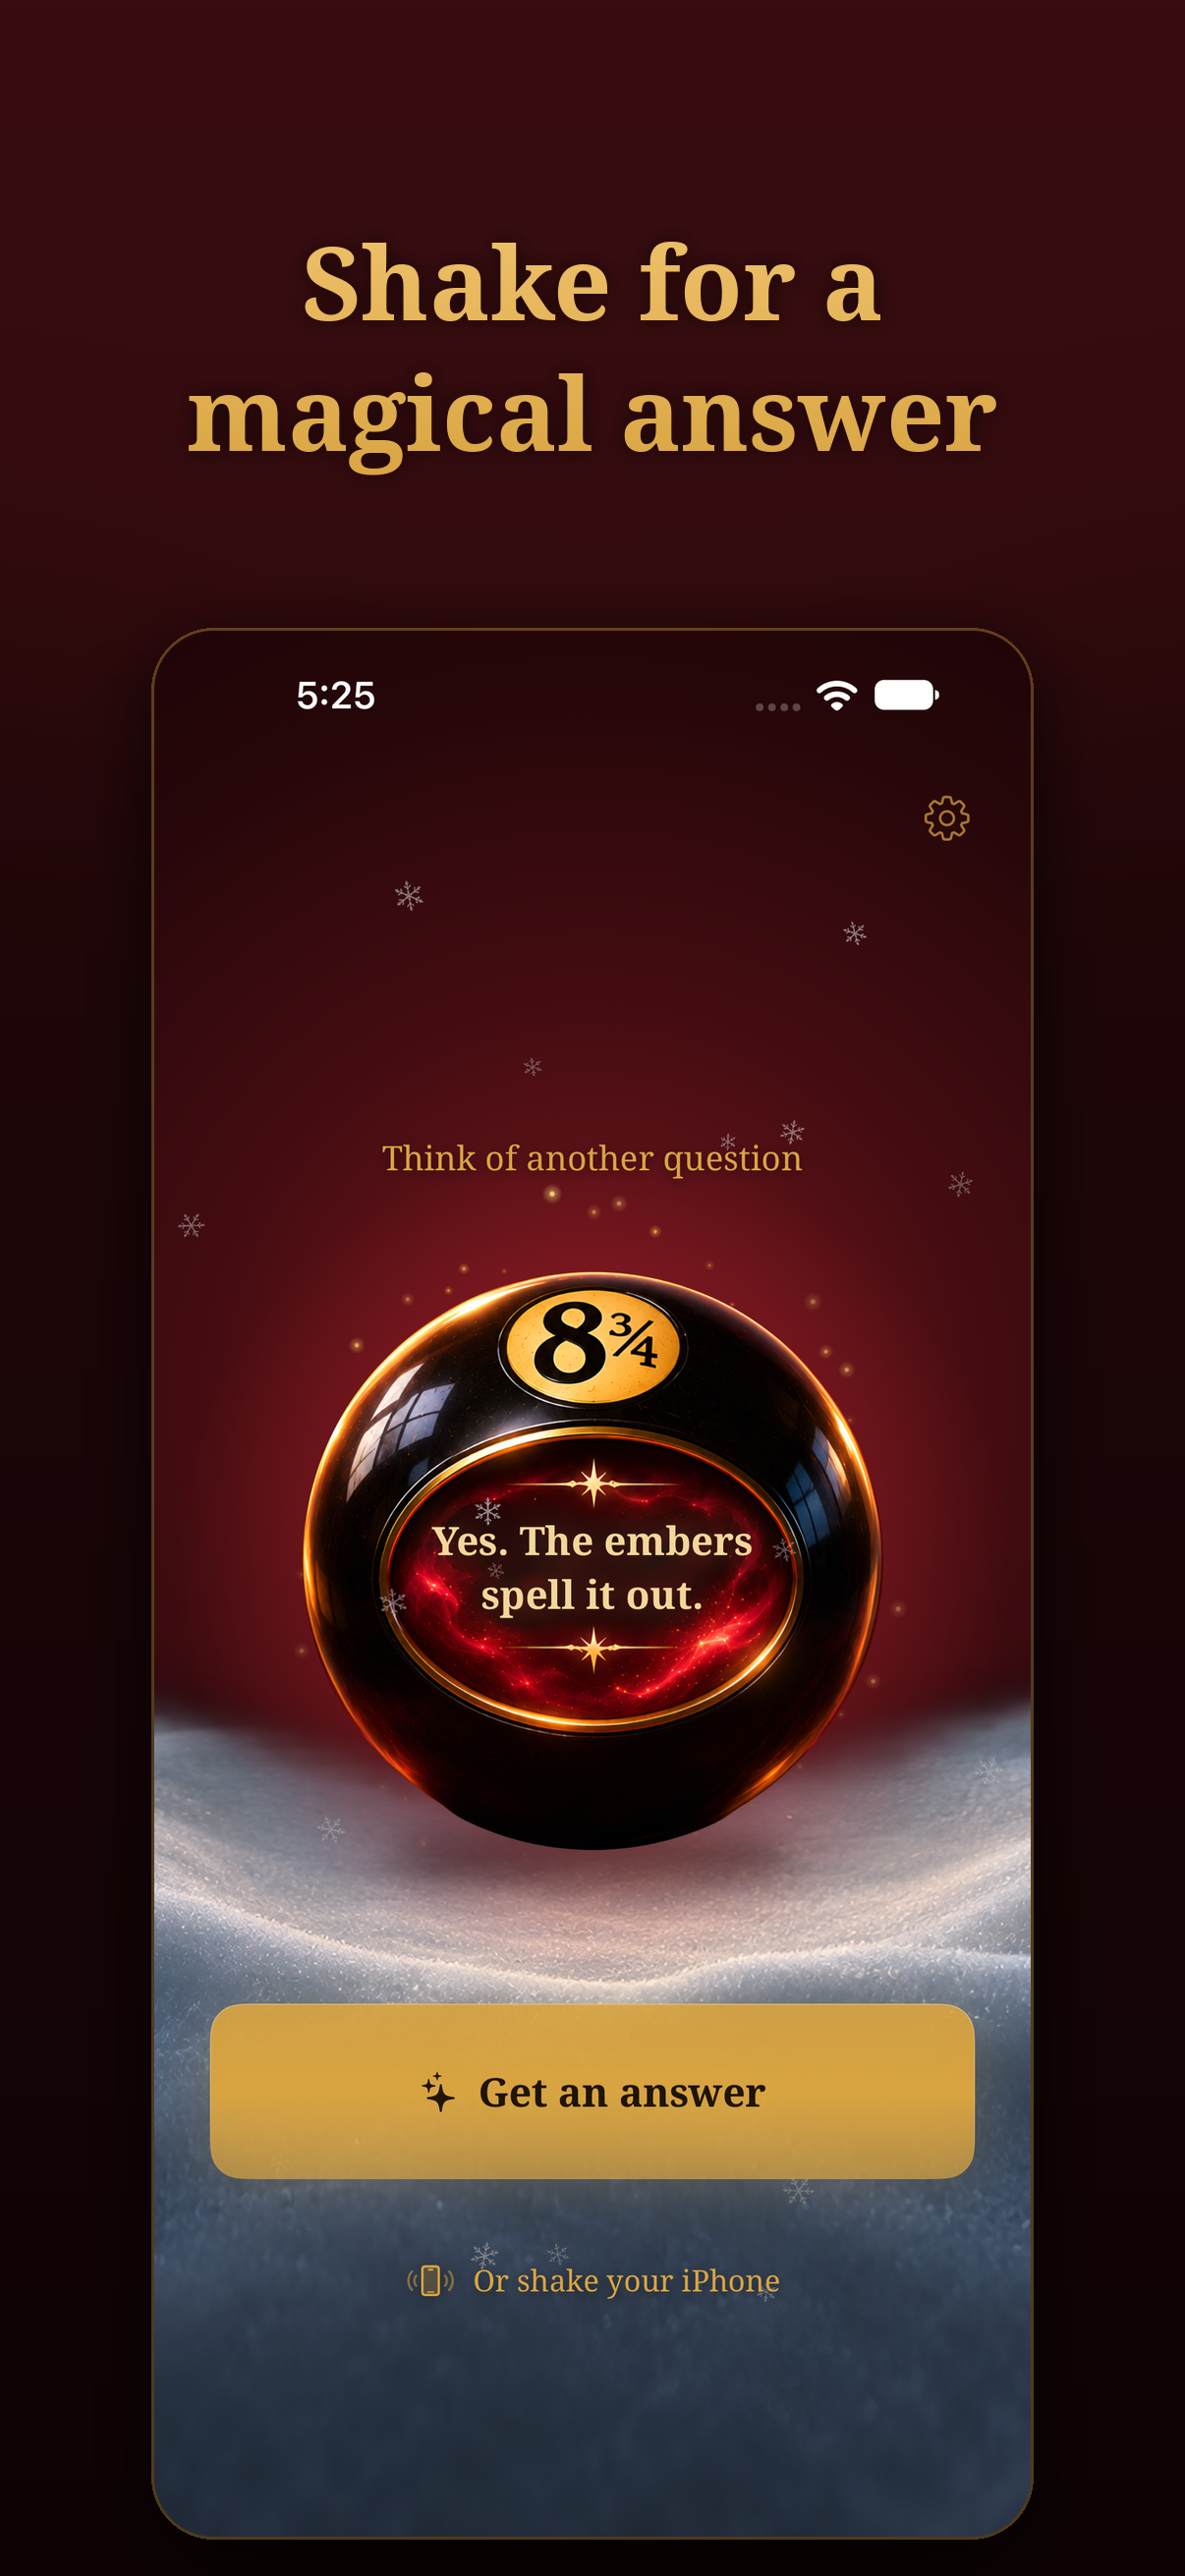 Shake for a
magical answer
5:25
Think of another question
8¾
Yes. The embers
spell it out.
Get an answer
Or shake your iPhone